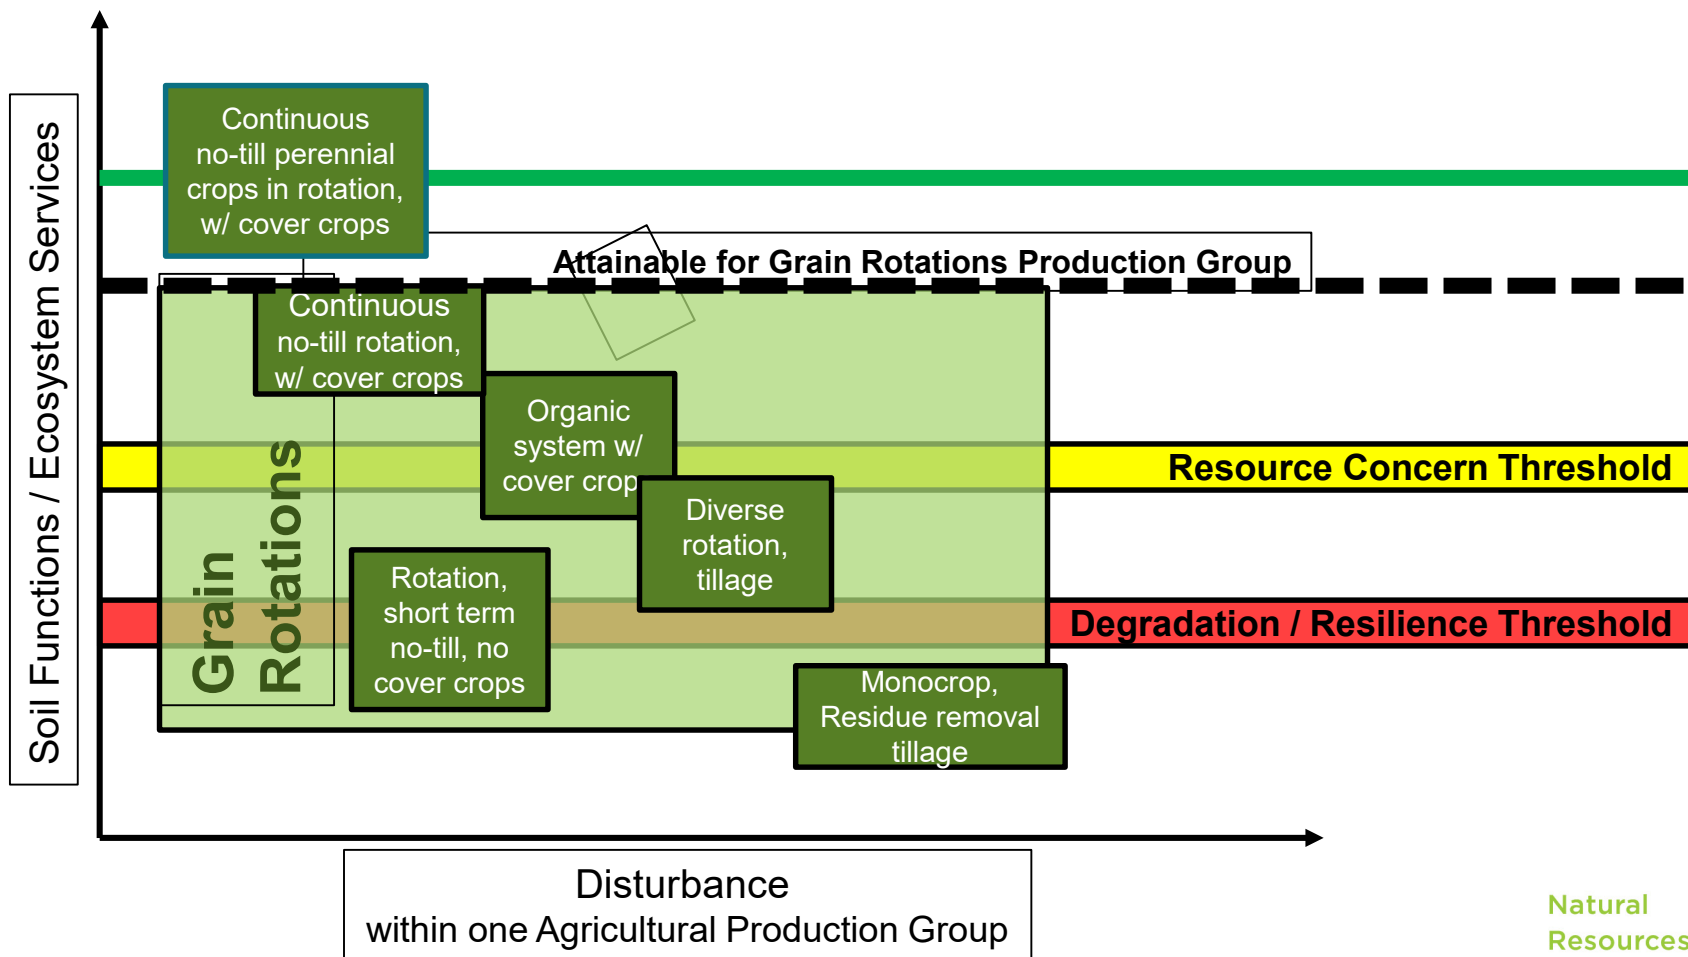 Soil Functions / Ecosystem Services
Continuous
no-till perennial
crops in rotation,
w/ cover crops
Attainable for Grain Rotations Production Group
Continuous
no-till rotation,
w/ cover crops
Organic
system w/
cover crop
Resource Concern Threshold
Grain
Rotations
Diverse
rotation,
tillage
Rotation,
short term
no-till, no
cover crops
Degradation / Resilience Threshold
Monocrop,
Residue removal
tillage
Disturbance
within one Agricultural Production Group
Natural
Resources